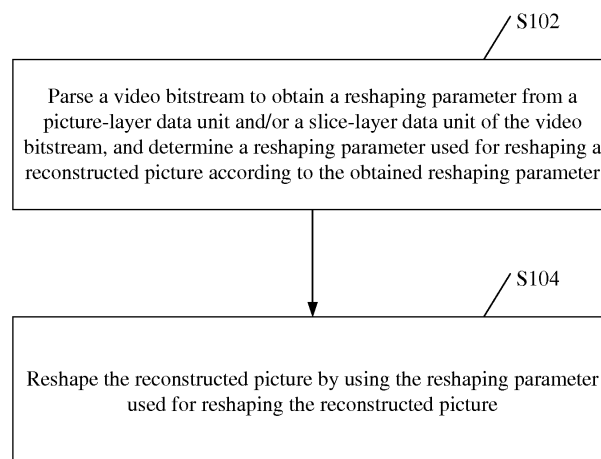 S102
Parse a video bitstream to obtain a reshaping parameter from a
picture-layer data unit and/or a slice-layer data unit of the video
bitstream, and determine a reshaping parameter used for reshaping a
reconstructed picture according to the obtained reshaping parameter
S104
Reshape the reconstructed picture by using the reshaping parameter
used for reshaping the reconstructed picture